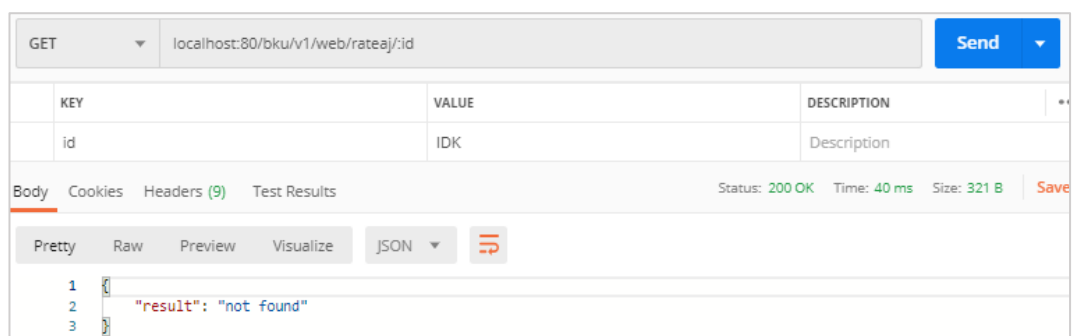 GET localhost:80/bku/v1/web/rateaj/:id Send
KEY VALUE DESCRIPTION
id IDK Description
Body Cookies Headers (9) Test Results Status: 200 OK Time: 40 ms Size: 321 B Save
Pretty Raw Preview Visualize JSON
1 {
2 "result": "not found"
3 }